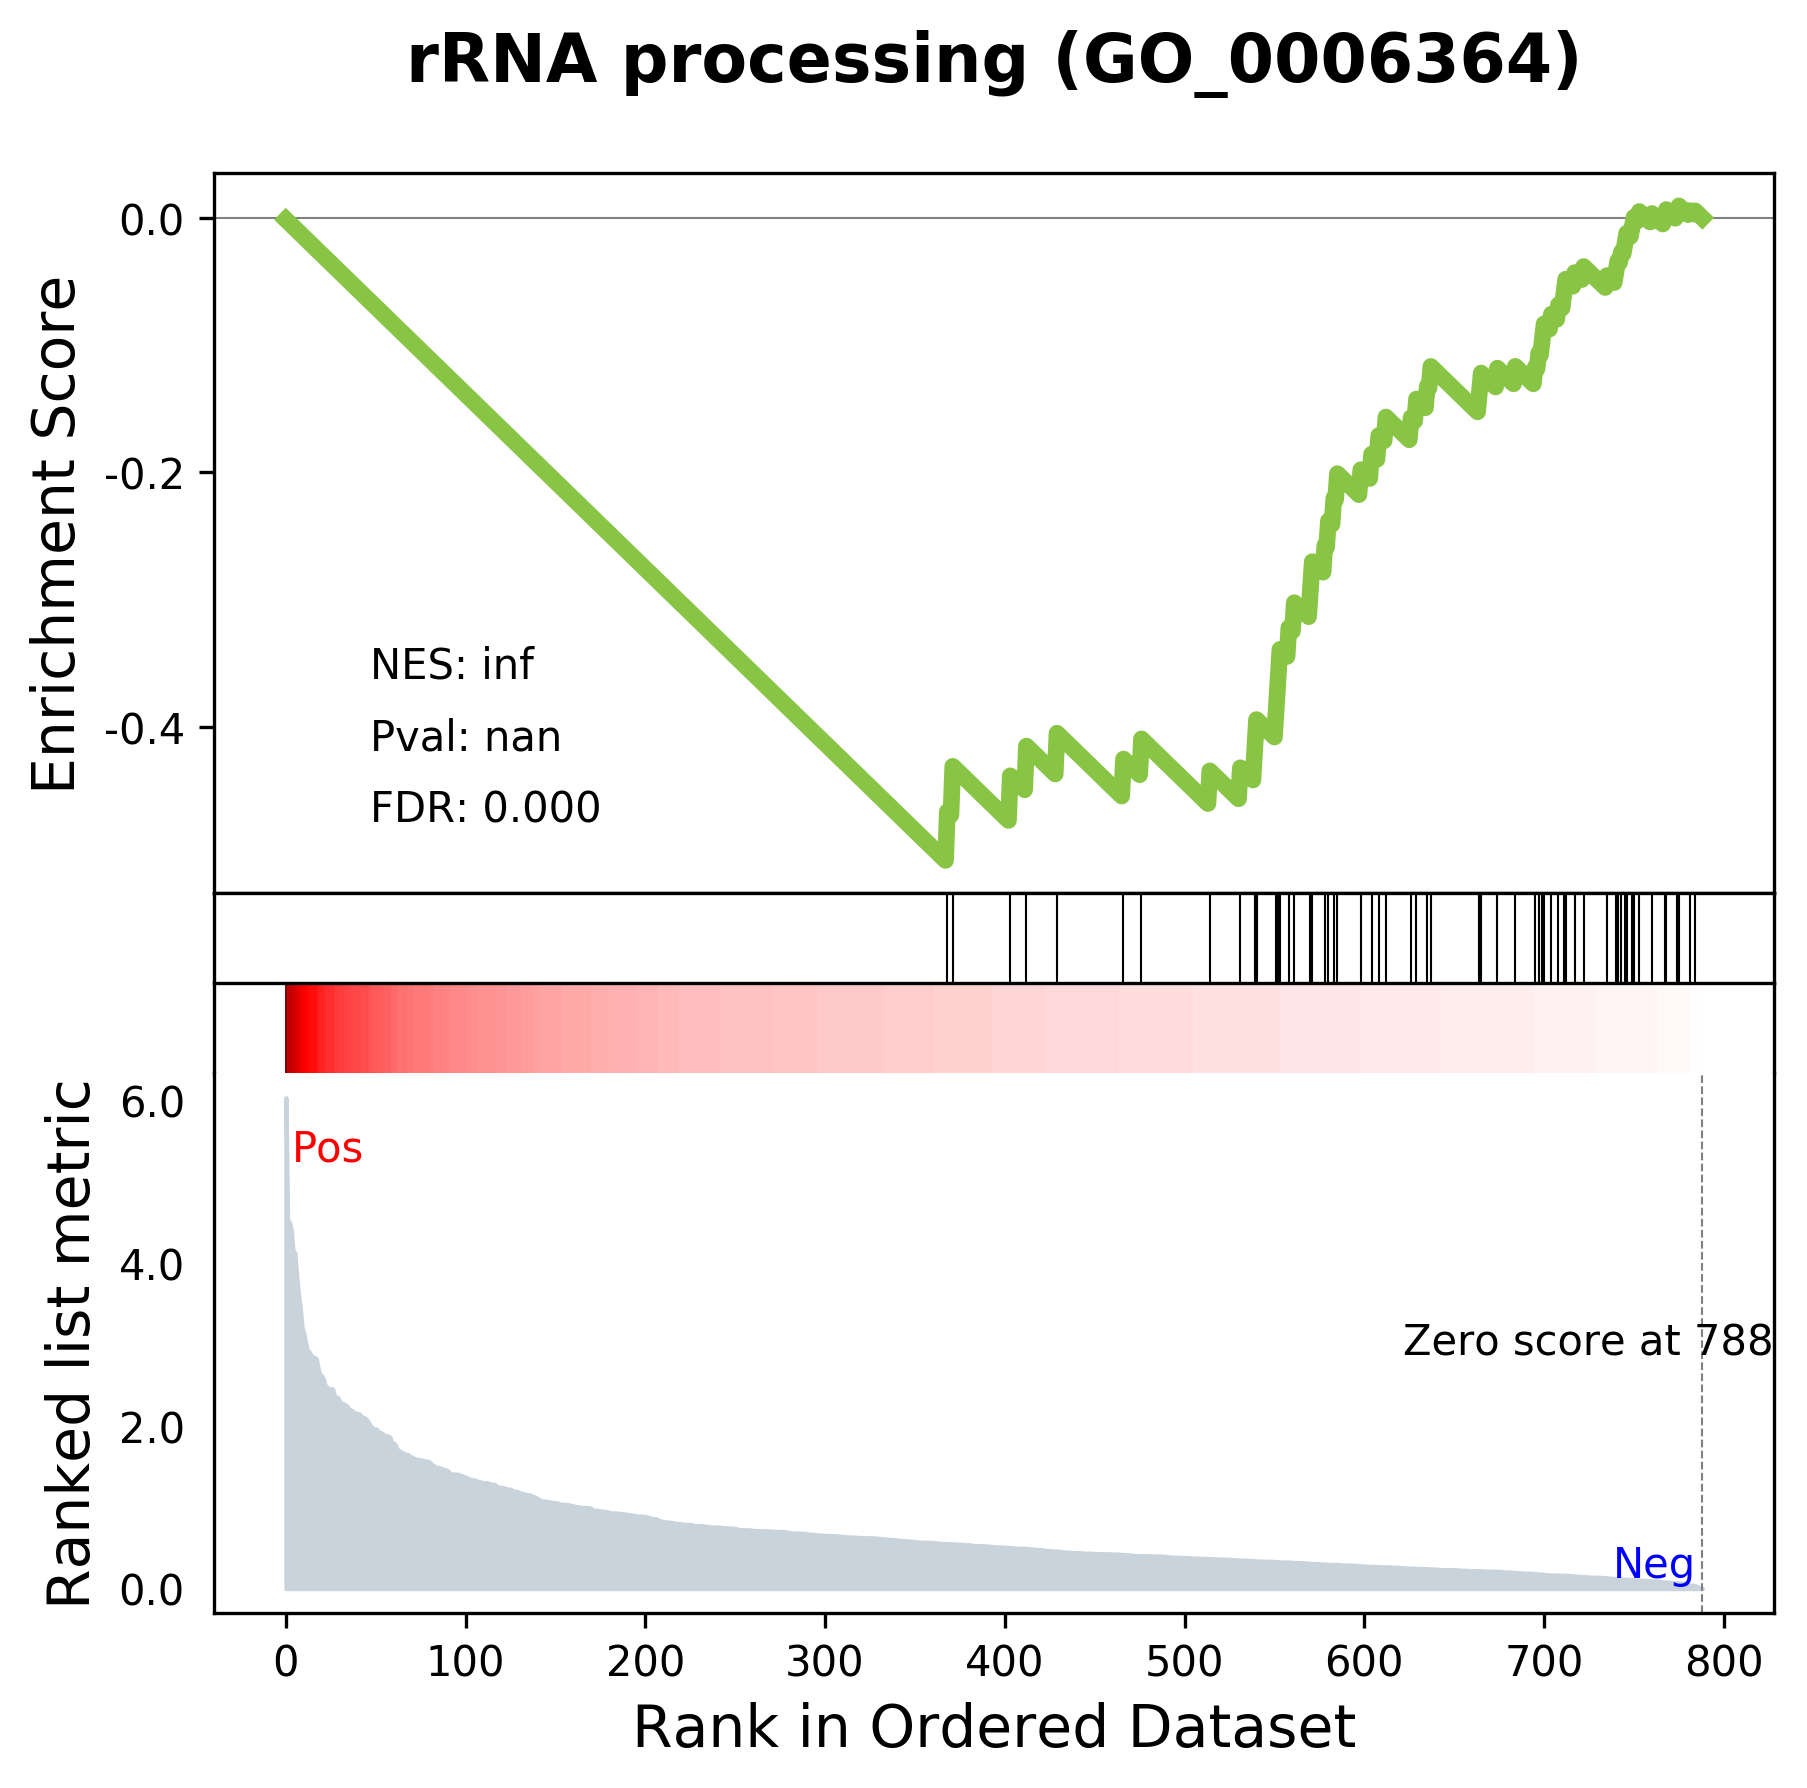 rRNA processing (GO_0006364)
Enrichment Score
0.0
-0.2
-0.4
NES: inf
Pval: nan
FDR: 0.000
Ranked list metric
6.0
4.0
2.0
0.0
Pos
Zero score at 788
Neg
0 100 200 300 400 500 600 700 800
Rank in Ordered Dataset